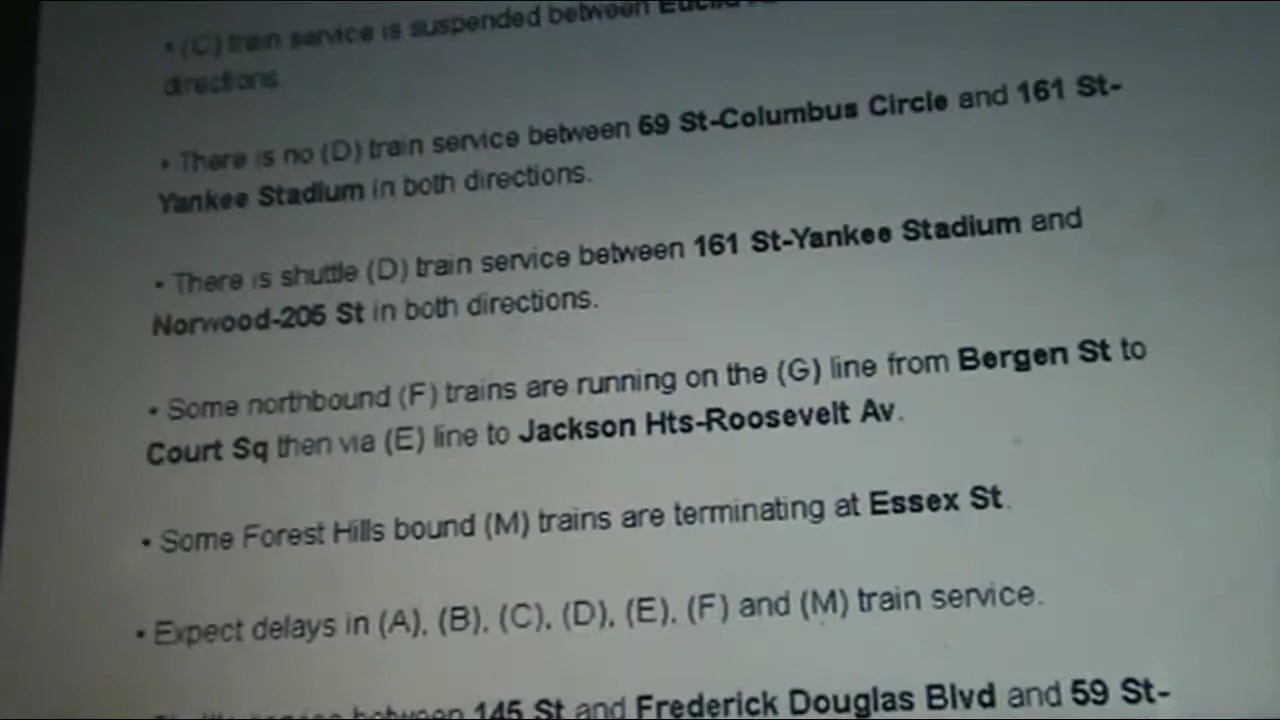 • (C) train service is suspended between
directions.
• There is no (D) train service between 59 St-Columbus Circle and 161 St-
Yankee Stadium in both directions.
• There is shuttle (D) train service between 161 St-Yankee Stadium and
Norwood-205 St in both directions.
• Some northbound (F) trains are running on the (G) line from Bergen St to
Court Sq then via (E) line to Jackson Hts-Roosevelt Av.
• Some Forest Hills bound (M) trains are terminating at Essex St.
• Expect delays in (A), (B), (C), (D), (E), (F) and (M) train service.
between 145 St and Frederick Douglas Blvd and 59 St-